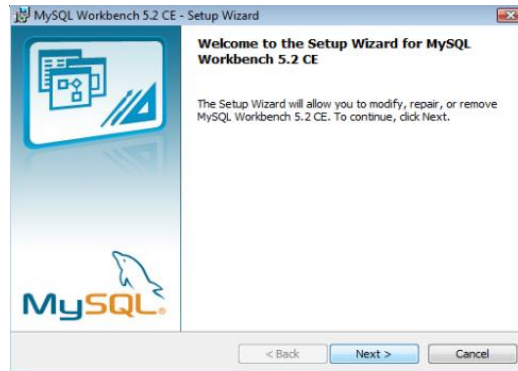 MySQL Workbench 5.2 CE - Setup Wizard
Welcome to the Setup Wizard for MySQL
Workbench 5.2 CE
The Setup Wizard will allow you to modify, repair, or remove
MySQL Workbench 5.2 CE. To continue, click Next.
MySQL®
< Back Next > Cancel